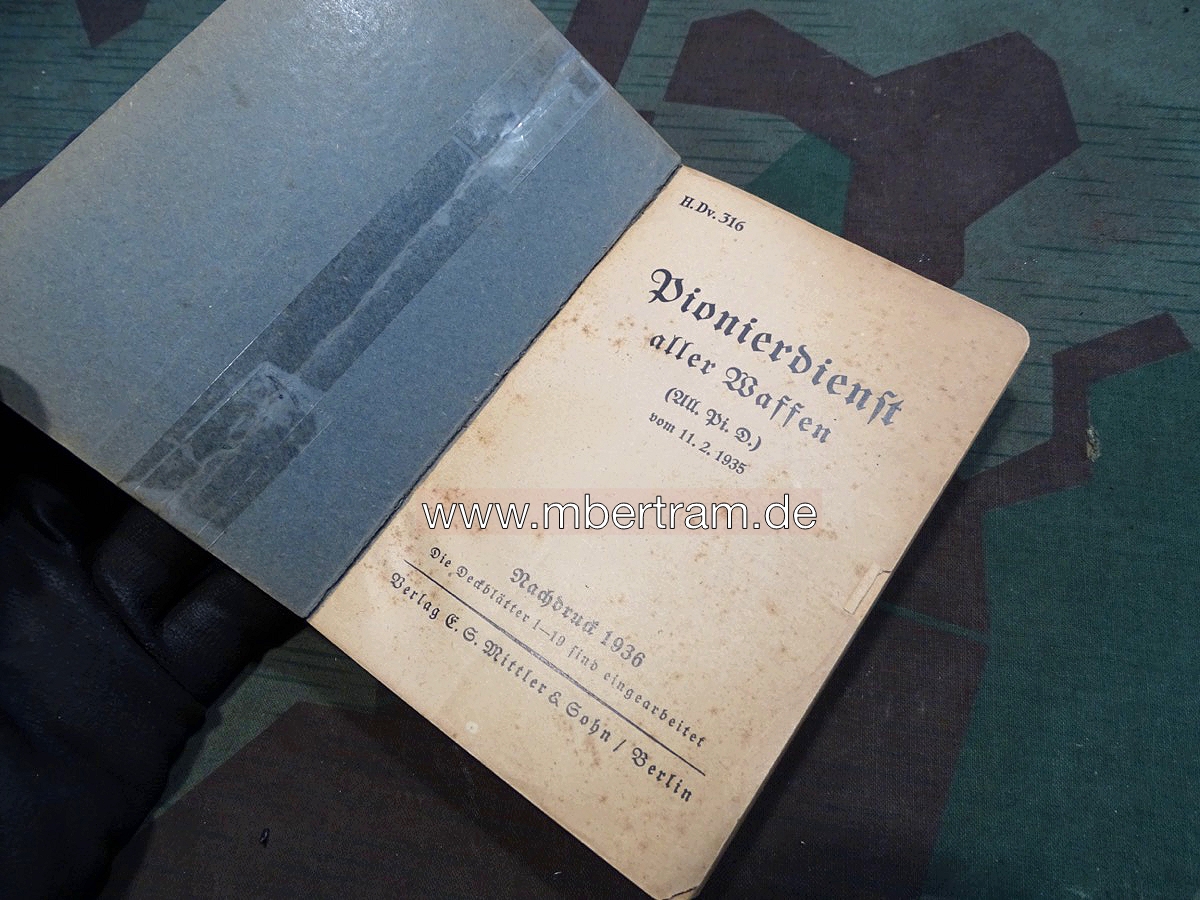 H.Dv. 316
Pionierdienst
aller Waffen
(All. Pi. D.)
vom 11. 2. 1935
www.mbertram.de
Nachdruck 1936
Die Deckblätter 1—19 sind eingearbeitet
Verlag E. S. Mittler & Sohn / Berlin